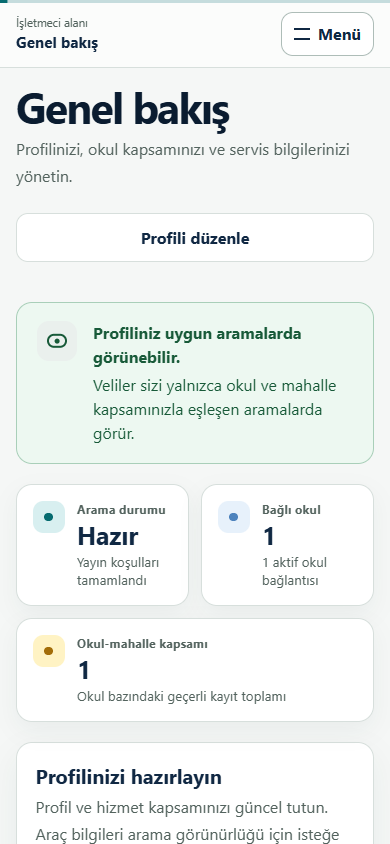 İşletmeci alanı
Genel bakış
Menü
Genel bakış
Profilinizi, okul kapsamınızı ve servis bilgilerinizi
yönetin.
Profili düzenle
Profiliniz uygun aramalarda
görünebilir.
Veliler sizi yalnızca okul ve mahalle
kapsamınızla eşleşen aramalarda
görür.
Arama durumu
Hazır
Yayın koşulları
tamamlandı
Bağlı okul
1
1 aktif okul
bağlantısı
Okul-mahalle kapsamı
1
Okul bazındaki geçerli kayıt toplamı
Profilinizi hazırlayın
Profil ve hizmet kapsamınızı güncel tutun.
Araç bilgileri arama görünürlüğü için isteğe